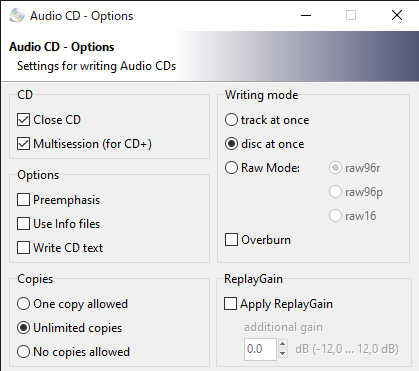 Audio CD - Options
Audio CD - Options
Settings for writing Audio CDs
CD
Close CD
Multisession (for CD+)
Options
Preemphasis
Use Info files
Write CD text
Copies
One copy allowed
Unlimited copies
No copies allowed
Writing mode
track at once
disc at once
Raw Mode:
raw96r
raw96p
raw16
Overburn
ReplayGain
Apply ReplayGain
additional gain
0.0 dB (-12,0 ... 12,0 dB)